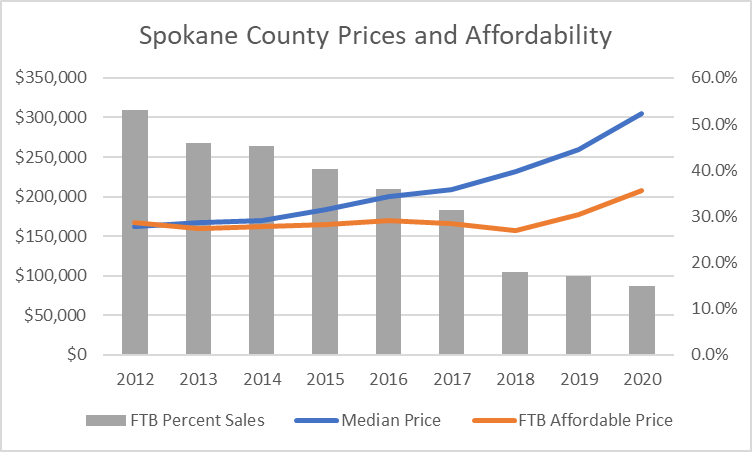 Spokane County Prices and Affordability
$350,000 60.0%
$300,000 50.0%
$250,000 40.0%
$200,000 30.0%
$150,000 20.0%
$100,000 10.0%
$50,000 0.0%
$0
2012 2013 2014 2015 2016 2017 2018 2019 2020
FTB Percent Sales Median Price FTB Affordable Price